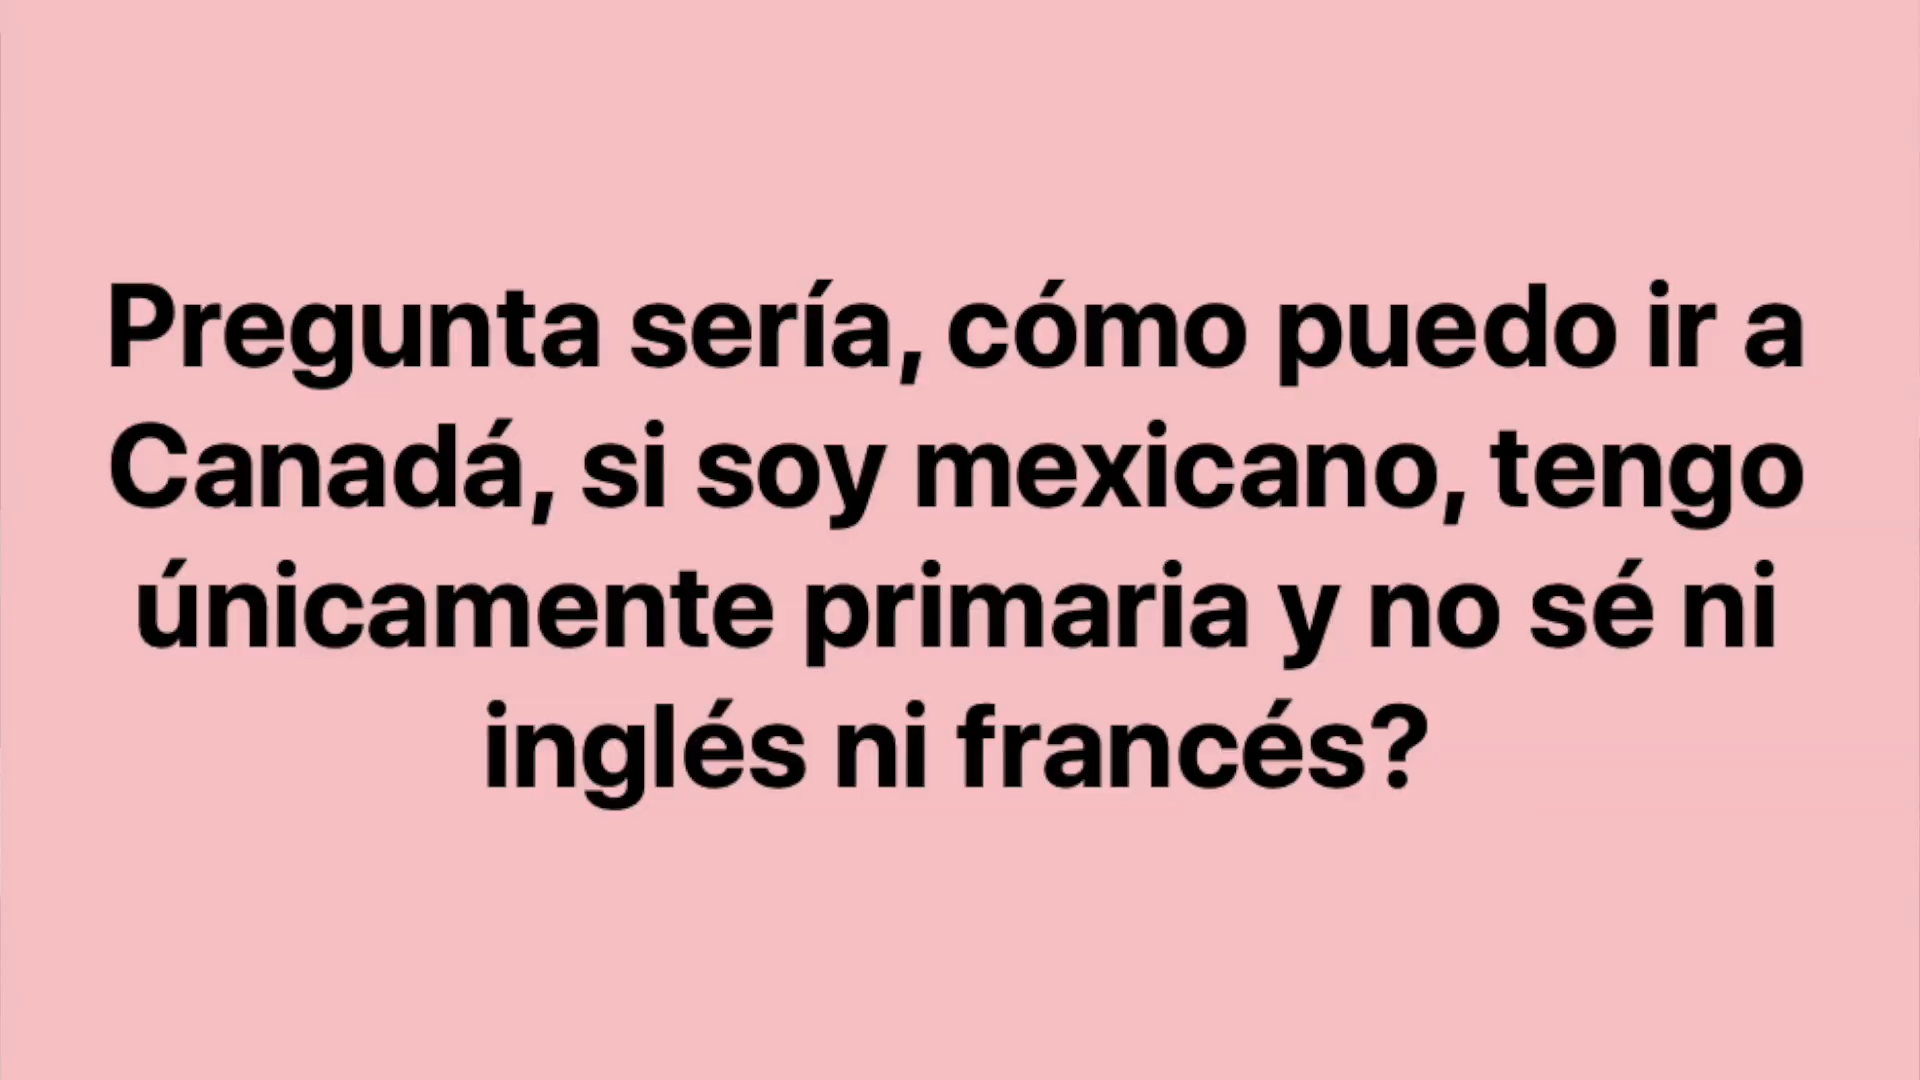 Pregunta sería, cómo puedo ir a
Canadá, si soy mexicano, tengo
únicamente primaria y no sé ni
inglés ni francés?